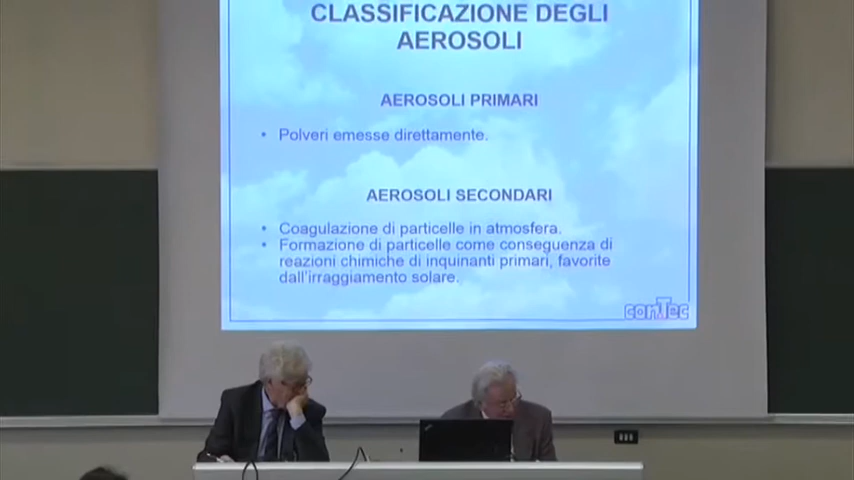 CLASSIFICAZIONE DEGLI
AEROSOLI
AEROSOLI PRIMARI
• Polveri emesse direttamente.
AEROSOLI SECONDARI
• Coagulazione di particelle in atmosfera.
• Formazione di particelle come conseguenza di
reazioni chimiche di inquinanti primari, favorite
dall'irraggiamento solare.
conTec